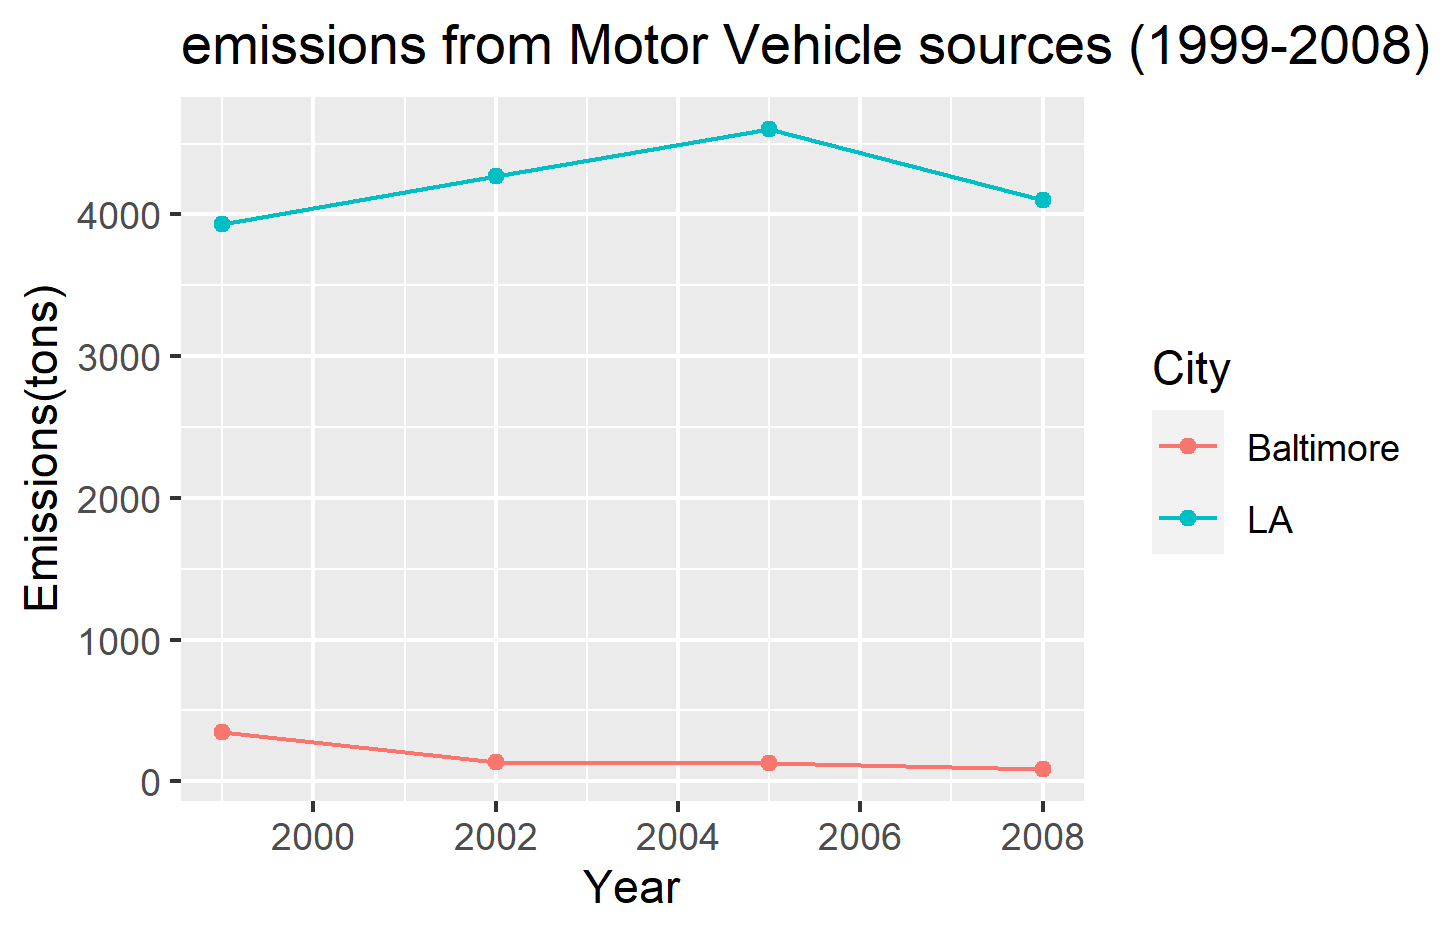 emissions from Motor Vehicle sources (1999-2008)
Emissions(tons)
4000
3000
2000
1000
0
2000 2002 2004 2006 2008
Year
City
Baltimore
LA